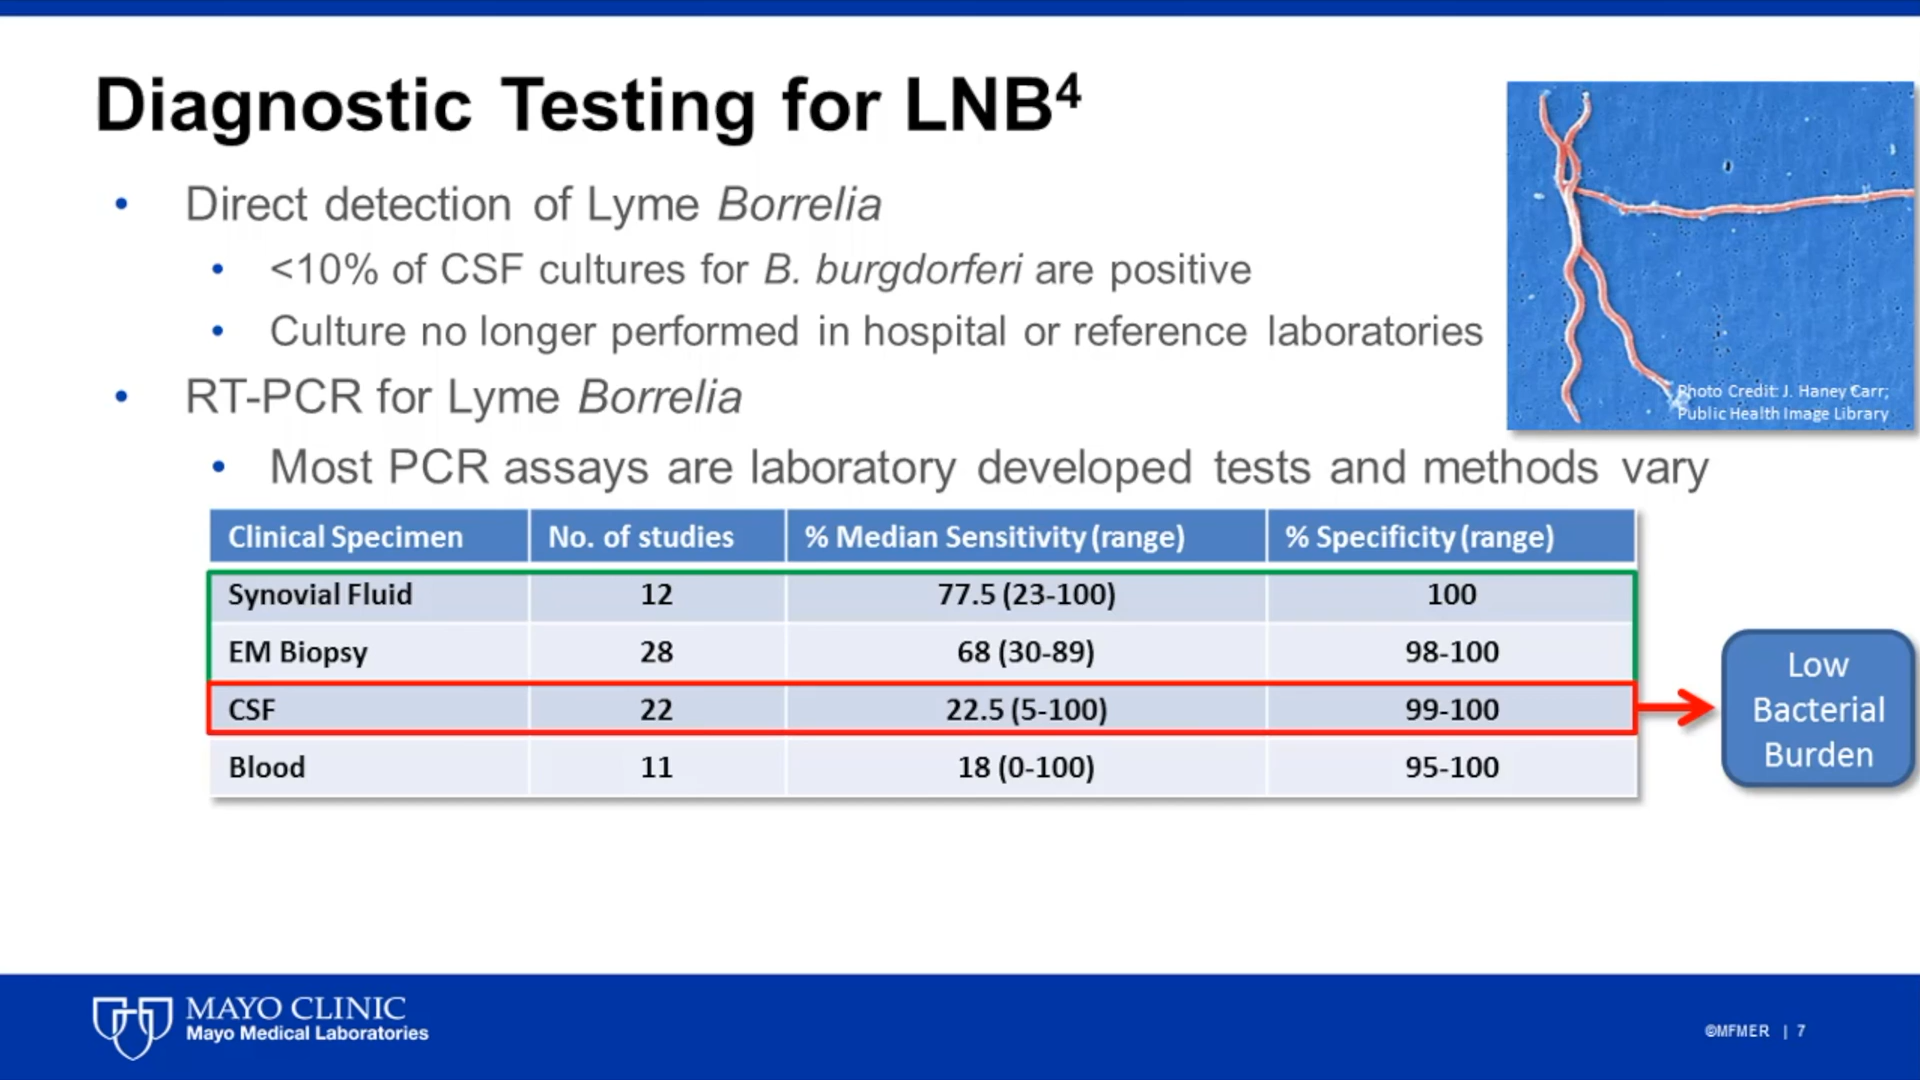 Diagnostic Testing for LNB⁴
• Direct detection of Lyme Borrelia
• <10% of CSF cultures for B. burgdorferi are positive
• Culture no longer performed in hospital or reference laboratories
• RT-PCR for Lyme Borrelia
• Most PCR assays are laboratory developed tests and methods vary
Photo Credit: J. Haney Carr;
Public Health Image Library
Clinical Specimen No. of studies % Median Sensitivity (range) % Specificity (range)
Synovial Fluid 12 77.5 (23-100) 100
EM Biopsy 28 68 (30-89) 98-100
CSF 22 22.5 (5-100) 99-100
Blood 11 18 (0-100) 95-100
Low
Bacterial
Burden
MAYO CLINIC
Mayo Medical Laboratories
©MFMER | 7